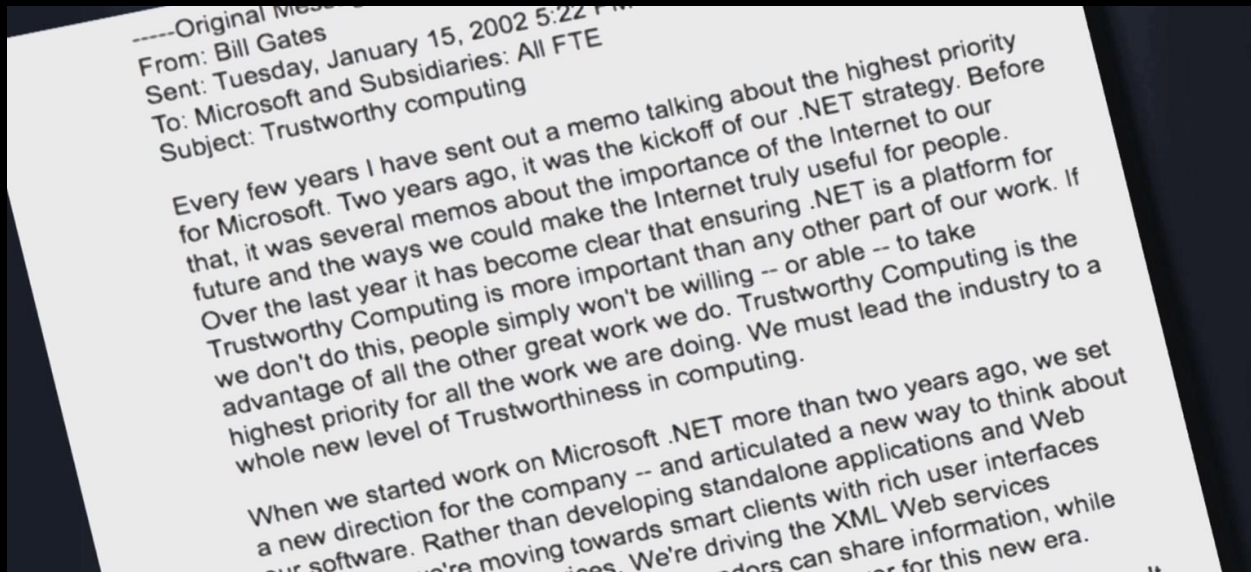 -----Original
From: Bill Gates
Sent: Tuesday, January 15, 2002 5:22
To: Microsoft and Subsidiaries: All FTE
Subject: Trustworthy computing
Every few years I have sent out a memo talking about the highest priority
for Microsoft. Two years ago, it was the kickoff of our .NET strategy. Before
that, it was several memos about the importance of the Internet to our
future and the ways we could make the Internet truly useful for people.
Over the last year it has become clear that ensuring .NET is a platform for
Trustworthy Computing is more important than any other part of our work. If
we don't do this, people simply won't be willing -- or able -- to take
advantage of all the other great work we do. Trustworthy Computing is the
highest priority for all the work we are doing. We must lead the industry to a
whole new level of Trustworthiness in computing.
When we started work on Microsoft .NET more than two years ago, we set
a new direction for the company -- and articulated a new way to think about
software. Rather than developing standalone applications and Web
moving towards smart clients with rich user interfaces
We're driving the XML Web services
can share information, while
for this new era.